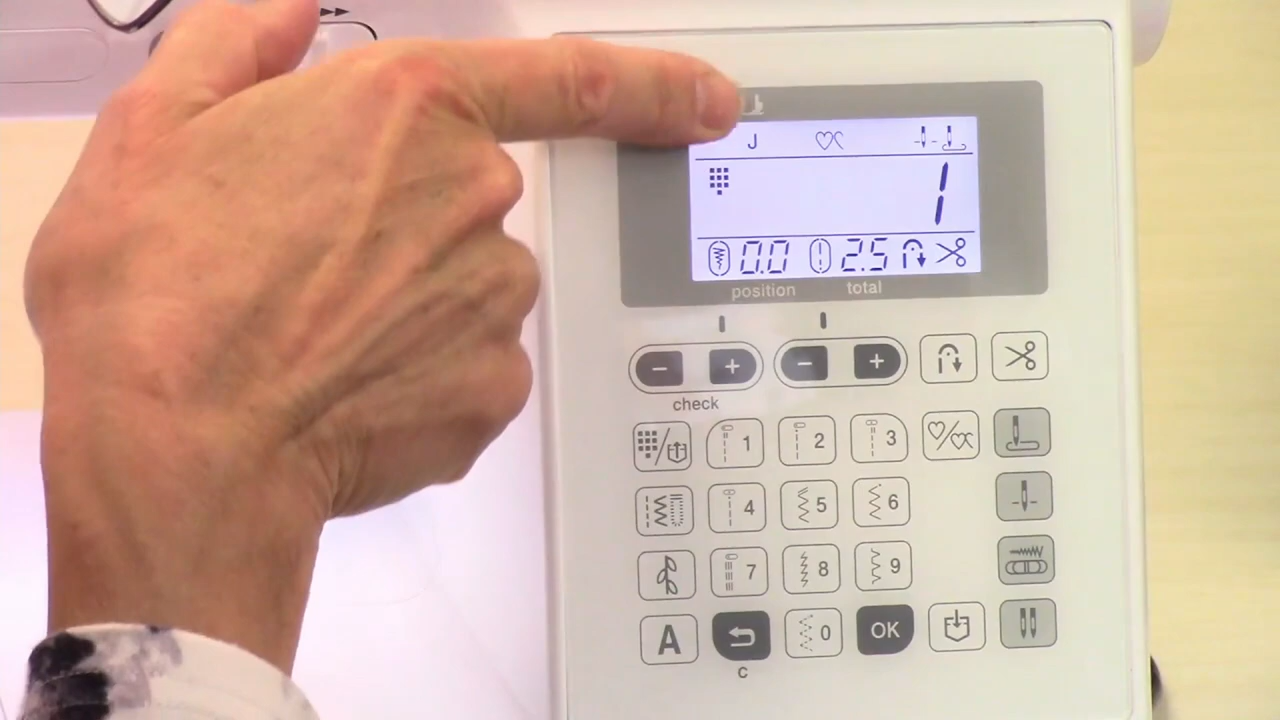 J
1
0.0 2.5
position total
- + - +
check
1 2 3
4 5 6
7 8 9
A 0 OK
C